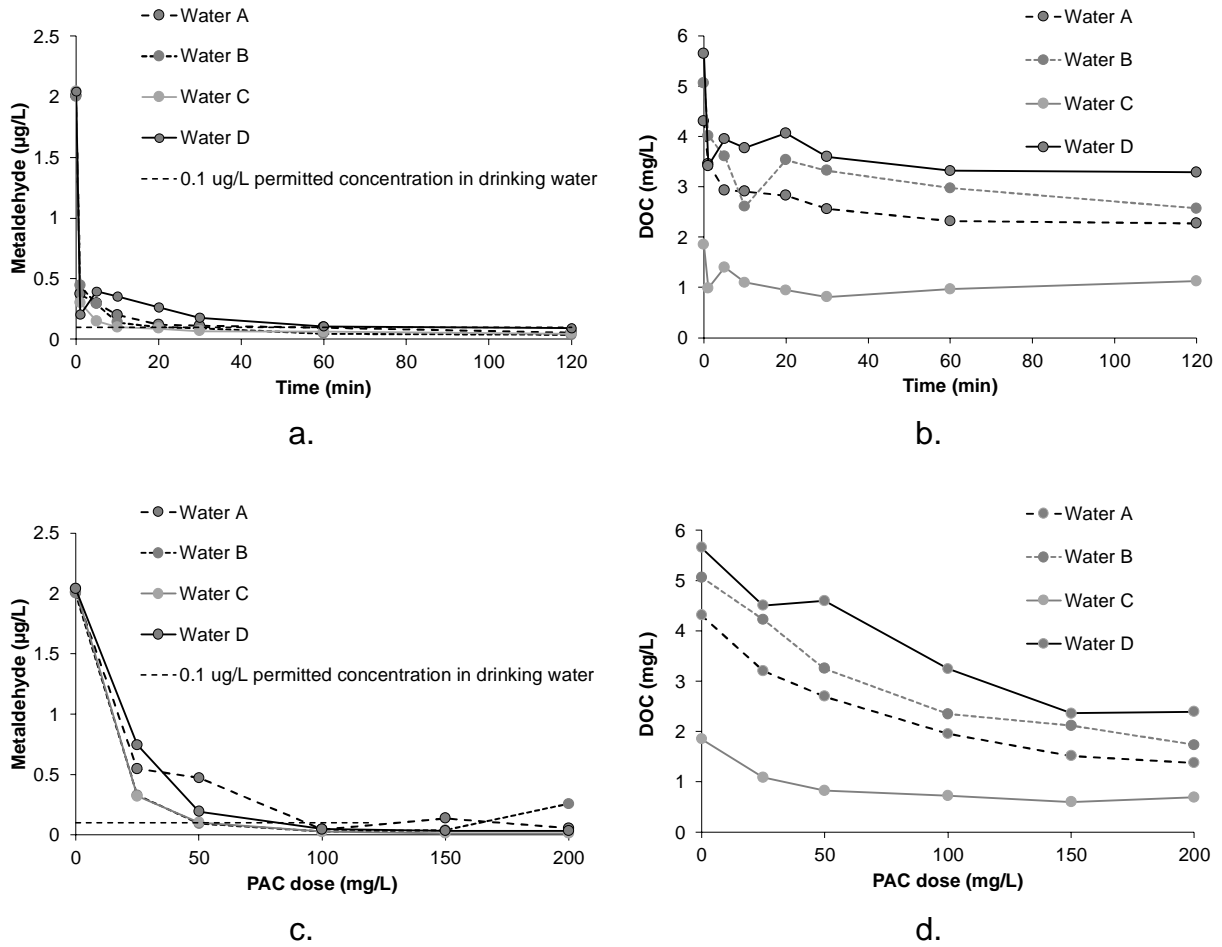 Water A
Water B
Water C
Water D
0.1 ug/L permitted concentration in drinking water
Metaldehyde (µg/L)
2.5
2
1.5
1
0.5
0
0 20 40 60 80 100 120
Time (min)
a.
Water A
Water B
Water C
Water D
DOC (mg/L)
6
5
4
3
2
1
0
0 20 40 60 80 100 120
Time (min)
b.
Water A
Water B
Water C
Water D
0.1 ug/L permitted concentration in drinking water
Metaldehyde (µg/L)
2.5
2
1.5
1
0.5
0
0 50 100 150 200
PAC dose (mg/L)
c.
Water A
Water B
Water C
Water D
DOC (mg/L)
6
5
4
3
2
1
0
0 50 100 150 200
PAC dose (mg/L)
d.